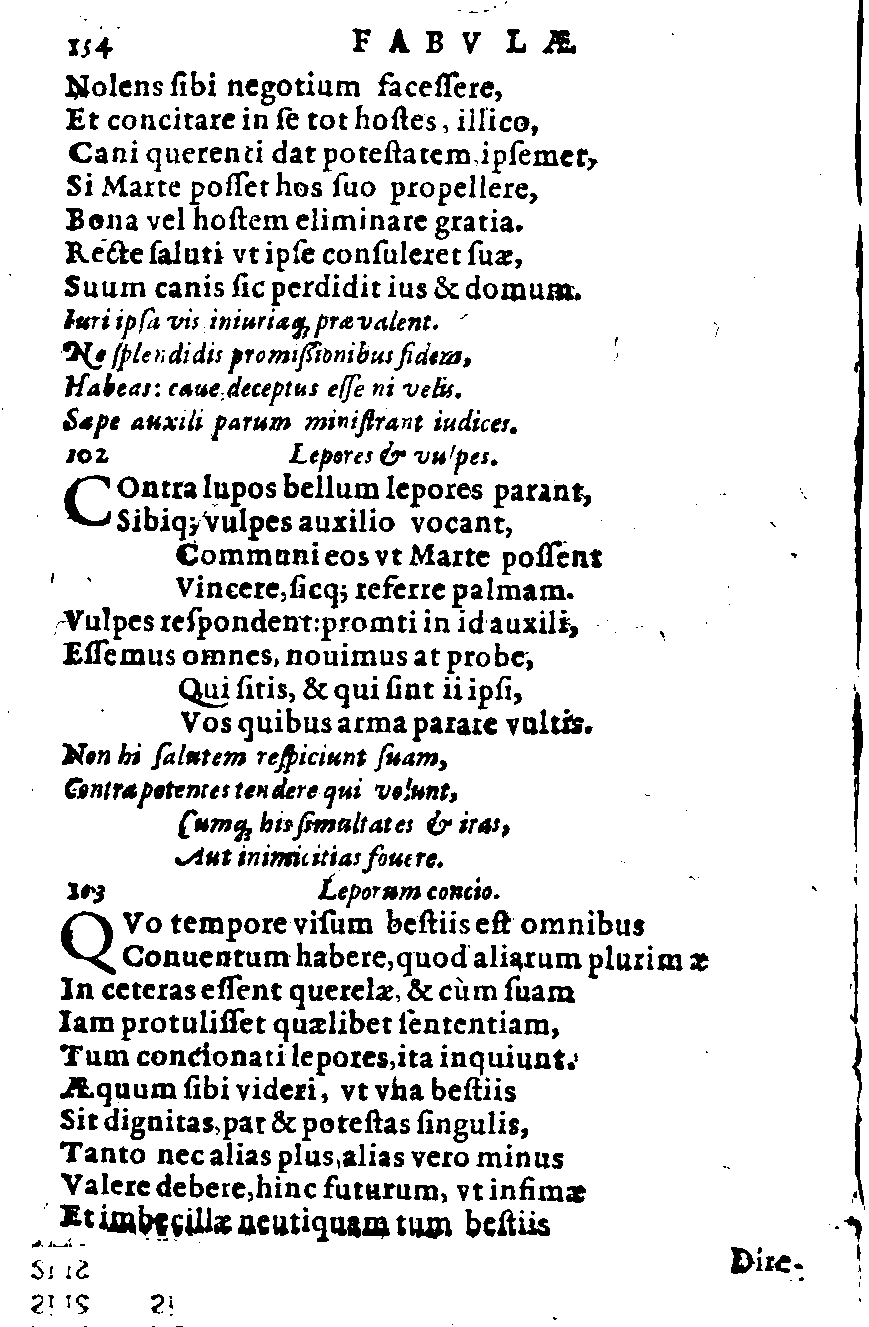 154 FABVLÆ
Nolens ſibi negotium faceſſere,
Et concitare in ſe tot hoſtes, illico,
Cani querenti dat poteſtatem, ipſemet,
Si Marte poſſet hos ſuo propellere,
Bona vel hoſtem eliminare gratia.
Recte ſaluti vt ipſe conſuleret ſuæ,
Suum canis ſic perdidit ius & domum.
Iuri ipſa vis iniuriaq; prævalent.
Ne ſplendidis promiſſionibus fidem,
Habeas: caue deceptus eſſe ni velis.
Sæpe auxili parum miniſtrant iudices.
102 Lepores & vulpes.
COntra lupos bellum lepores parant,
Sibiq; vulpes auxilio vocant,
Communi eos vt Marte poſſent
Vincere, ſicq; referre palmam.
Vulpes reſpondent: promti in id auxilî,
Eſſemus omnes, nouimus at probe,
Qui ſitis, & qui ſint ii ipſi,
Vos quibus arma parare vultis.
Non hi ſalutem reſpiciunt ſuam,
Contra potentes tendere qui volunt,
Cumq; his ſimultates & iras,
Aut inimicitias fouere.
103 Leporum concio.
QVo tempore viſum beſtiis eſt omnibus
Conuentum habere, quod aliarum plurimæ
In ceteras eſſent querelæ, & cùm ſuam
Iam protuliſſet quælibet ſententiam,
Tum concionati lepores, ita inquiunt:
Æquum ſibi videri, vt vna beſtiis
Sit dignitas, par & poteſtas ſingulis,
Tanto nec alias plus, alias vero minus
Valere debere, hinc futurum, vt infimæ
Et imbecillæ neutiquam tum beſtiis
Dire-